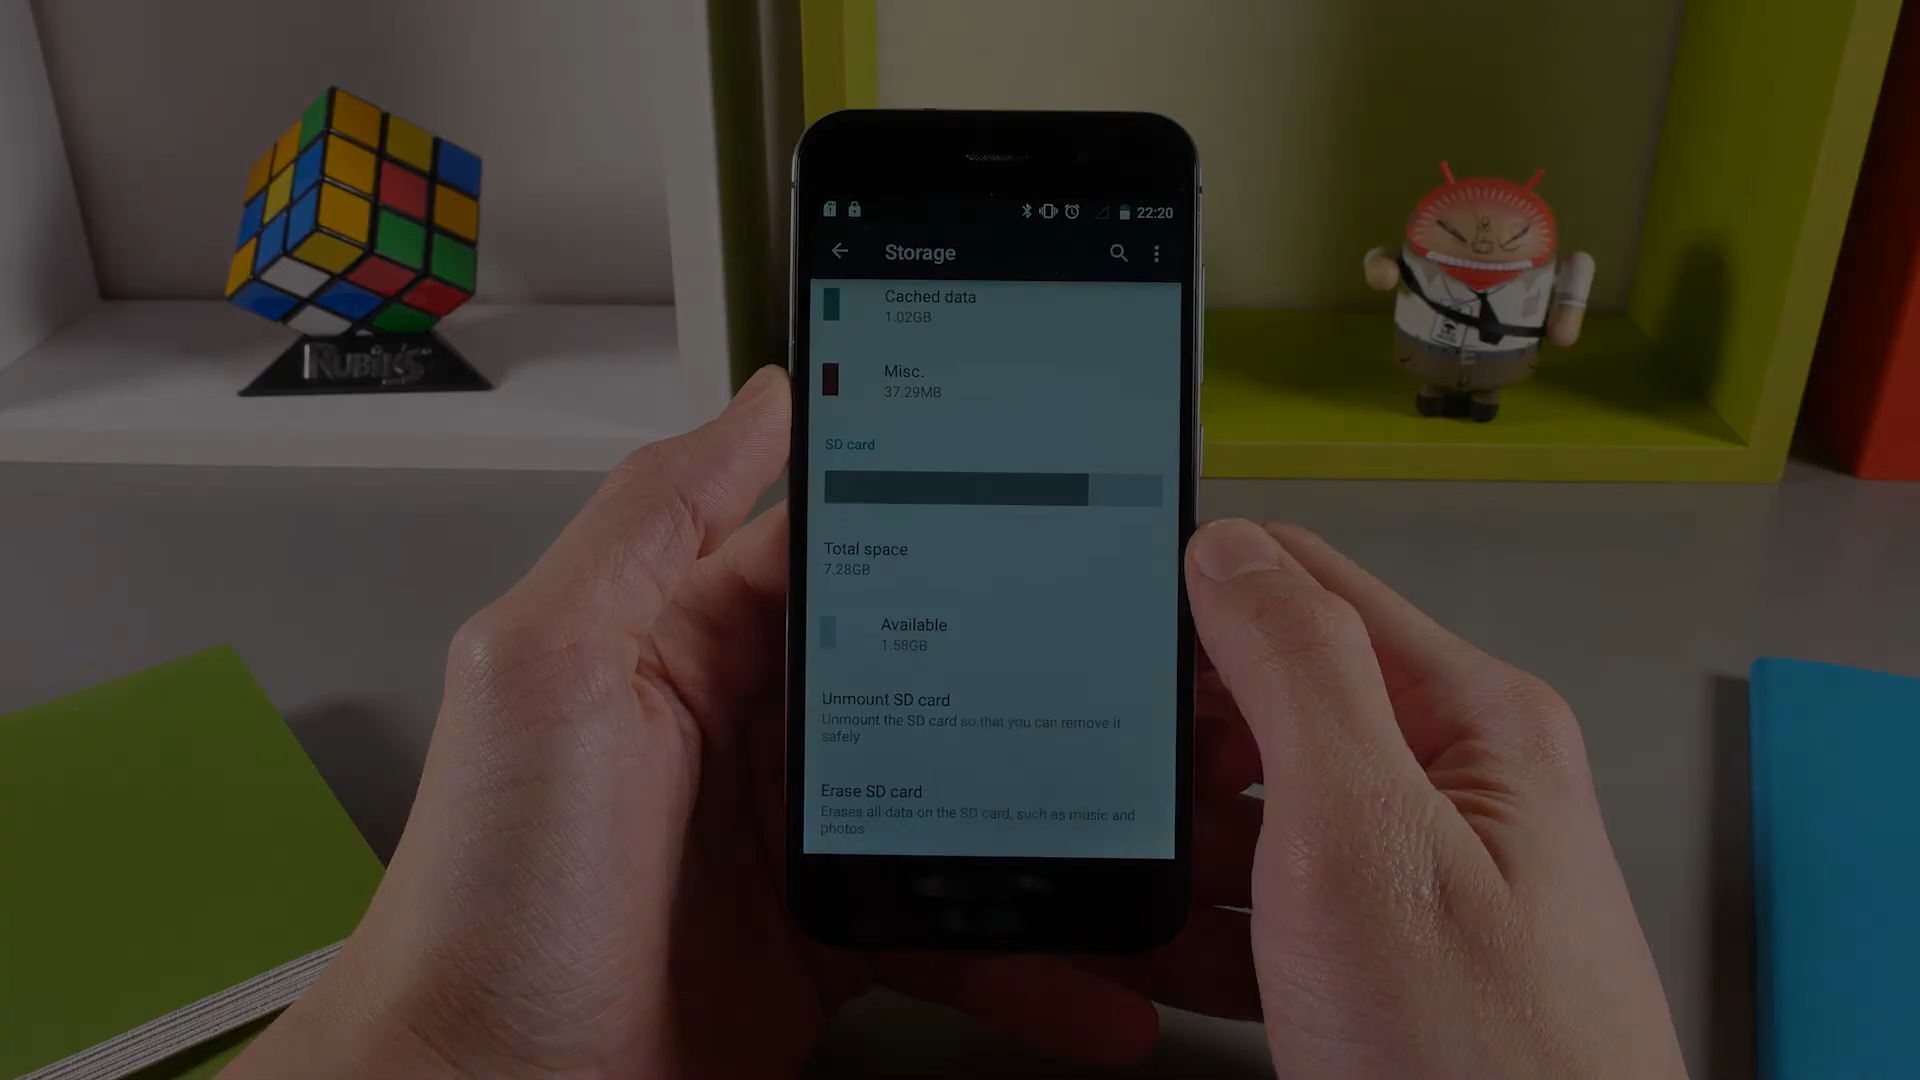 RUBIK'S
22:20
Storage
Cached data
1.02GB
Misc.
37.29MB
SD card
Total space
7.28GB
Available
1.58GB
Unmount SD card
Unmount the SD card so that you can remove it
safely
Erase SD card
Erases all data on the SD card, such as music and
photos